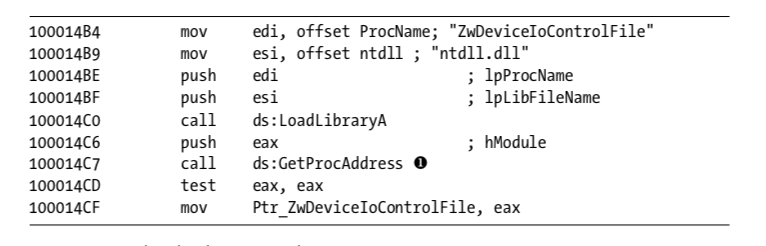 100014B4 mov edi, offset ProcName; "ZwDeviceIoControlFile"
100014B9 mov esi, offset ntdll ; "ntdll.dll"
100014BE push edi ; lpProcName
100014BF push esi ; lpLibFileName
100014C0 call ds:LoadLibraryA
100014C6 push eax ; hModule
100014C7 call ds:GetProcAddress ❶
100014CD test eax, eax
100014CF mov Ptr_ZwDeviceIoControlFile, eax